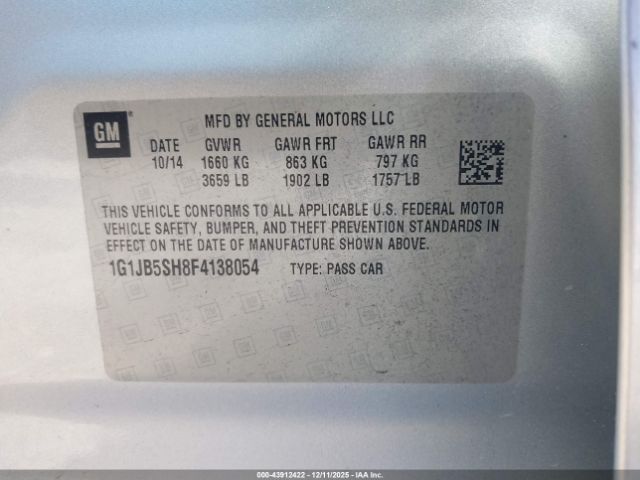 GM
MFD BY GENERAL MOTORS LLC
DATE GVWR GAWR FRT GAWR RR
10/14 1660 KG 863 KG 797 KG
3659 LB 1902 LB 1757 LB
THIS VEHICLE CONFORMS TO ALL APPLICABLE U.S. FEDERAL MOTOR
VEHICLE SAFETY, BUMPER, AND THEFT PREVENTION STANDARDS IN
EFFECT ON THE DATE OF MANUFACTURE SHOWN ABOVE.
1G1JB5SH8F4138054 TYPE: PASS CAR
000-43912422 - 12/11/2025 - IAA Inc.